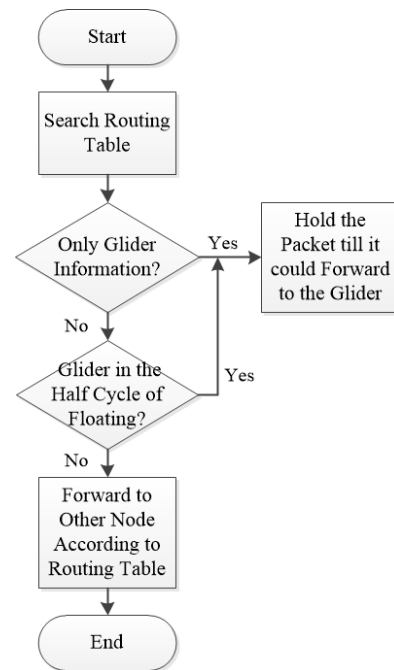 Start
Search Routing
Table
Only Glider
Information?
Yes
Hold the
Packet till it
could Forward
to the Glider
No
Glider in the
Half Cycle of
Floating?
Yes
No
Forward to
Other Node
According to
Routing Table
End